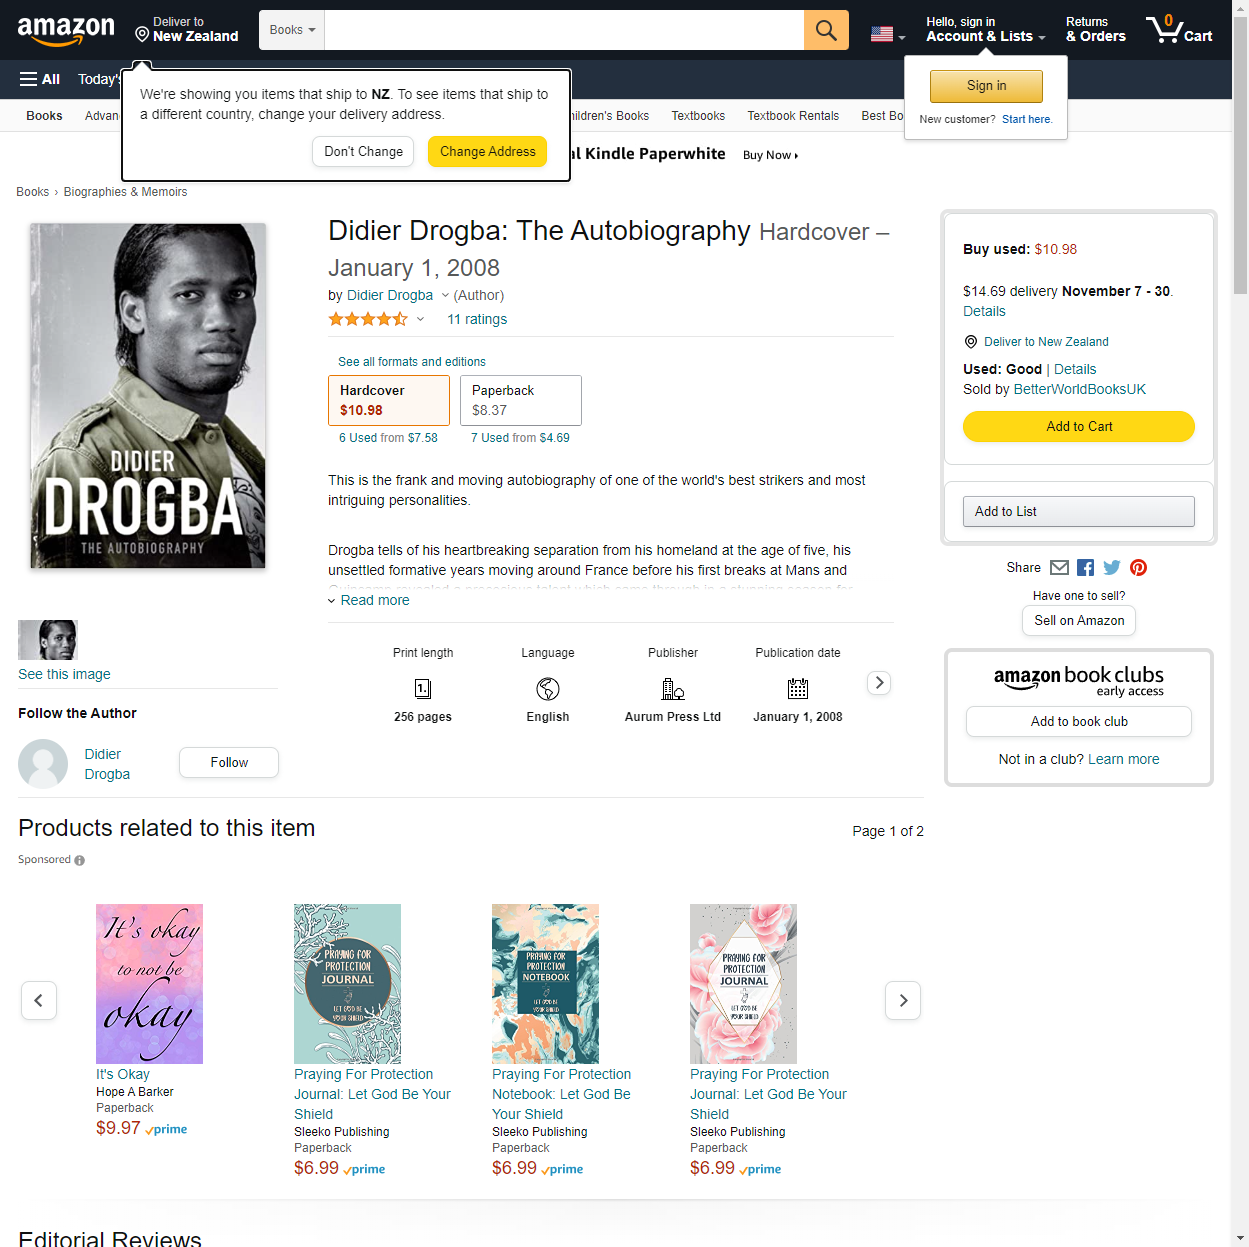 amazon
Deliver to
New Zealand
Books
Hello, sign in
Account & Lists
Returns
& Orders
0
Cart
All
Today's
Sign in
New customer? Start here.
We're showing you items that ship to NZ. To see items that ship to
a different country, change your delivery address.
Don't Change
Change Address
Books
Textbooks
Textbook Rentals
Kindle Paperwhite
Buy Now
Books › Biographies & Memoirs
DIDIER
DROGBA
THE AUTOBIOGRAPHY
See this image
Follow the Author
Didier
Drogba
Follow
Didier Drogba: The Autobiography Hardcover –
January 1, 2008
by Didier Drogba (Author)
11 ratings
See all formats and editions
Hardcover
$10.98
Paperback
$8.37
6 Used from $7.58
7 Used from $4.69
This is the frank and moving autobiography of one of the world's best strikers and most
intriguing personalities.
Drogba tells of his heartbreaking separation from his homeland at the age of five, his
unsettled formative years moving around France before his first breaks at Mans and
Read more
Print length
1.
256 pages
Language
English
Publisher
Aurum Press Ltd
Publication date
January 1, 2008
Buy used: $10.98
$14.69 delivery November 7 - 30.
Details
Deliver to New Zealand
Used: Good | Details
Sold by BetterWorldBooksUK
Add to Cart
Add to List
Share
Have one to sell?
Sell on Amazon
amazon book clubs
early access
Add to book club
Not in a club? Learn more
Products related to this item
Page 1 of 2
Sponsored
It's okay
to not be
okay
It's Okay
Hope A Barker
Paperback
$9.97 prime
PRAYING FOR
PROTECTION
JOURNAL
LET GOD BE
YOUR SHIELD
Praying For Protection
Journal: Let God Be Your
Shield
Sleeko Publishing
Paperback
$6.99 prime
PRAYING FOR
PROTECTION
NOTEBOOK
LET GOD BE
YOUR SHIELD
Praying For Protection
Notebook: Let God Be
Your Shield
Sleeko Publishing
Paperback
$6.99 prime
PRAYING FOR
PROTECTION
JOURNAL
LET GOD BE
YOUR SHIELD
Praying For Protection
Journal: Let God Be Your
Shield
Sleeko Publishing
Paperback
$6.99 prime
Editorial Reviews